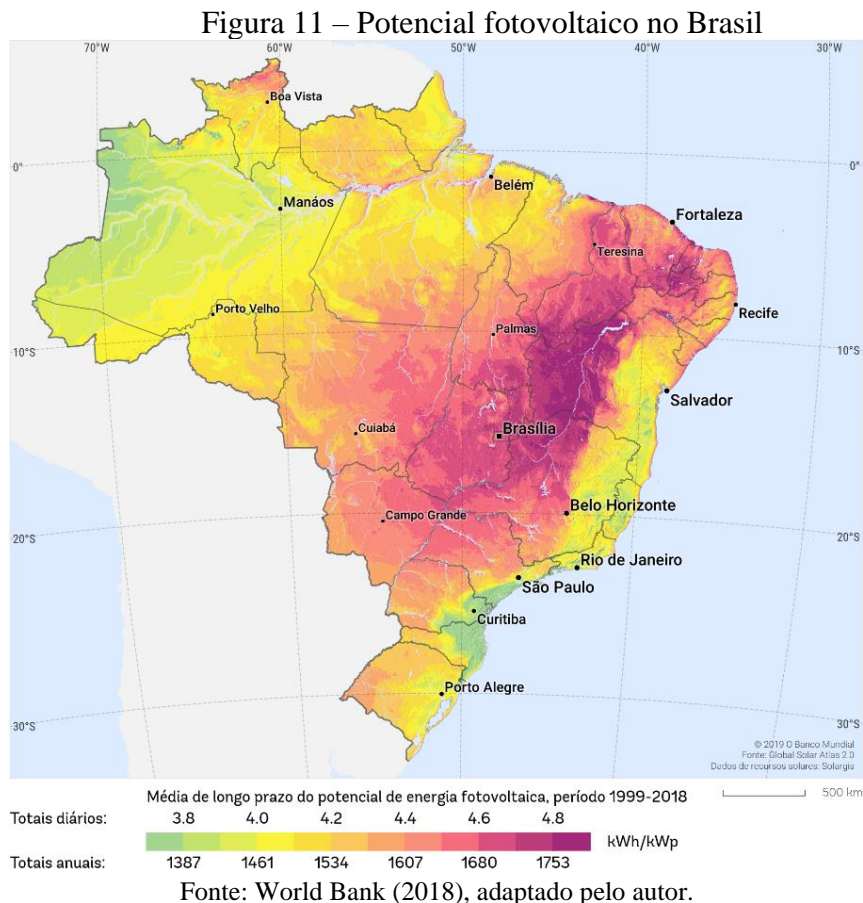 Figura 11 – Potencial fotovoltaico no Brasil
70°W 60°W 50°W 40°W 30°W
Boa Vista
0° 0°
Belém
Manáos
Fortaleza
Teresina
Porto Velho
Recife
Palmas
10°S 10°S
Salvador
Cuiabá
Brasília
Belo Horizonte
Campo Grande
20°S 20°S
Rio de Janeiro
São Paulo
Curitiba
Porto Alegre
30°S 30°S
© 2019 O Banco Mundial
Fonte: Global Solar Atlas 2.0
Dados de recursos solares: Solargis
Média de longo prazo do potencial de energia fotovoltaica, período 1999-2018
500 km
Totais diários: 3.8 4.0 4.2 4.4 4.6 4.8
kWh/kWp
Totais anuais: 1387 1461 1534 1607 1680 1753
Fonte: World Bank (2018), adaptado pelo autor.